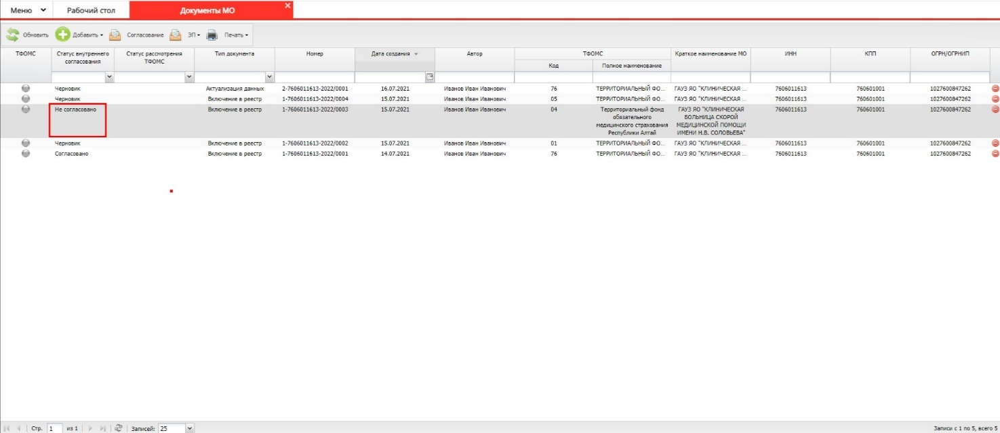 Меню Рабочий стол Документы МО
Обновить Добавить Согласование ЭП Печать
ТФОМС Статус внутреннего согласования Статус рассмотрения ТФОМС Тип документа Номер Дата создания Автор ТФОМС Краткое наименование МО ИНН КПП ОГРН/ОГРНИП
Код Полное наименование
Черновик Актуализация данных 2-7606011613-2022/0001 16.07.2021 Иванов Иван Иванович 76 ТЕРРИТОРИАЛЬНЫЙ ФО... ГАУЗ ЯО "КЛИНИЧЕСКАЯ ... 7606011613 760601001 1027600847262
Черновик Включение в реестр 1-7606011613-2022/0004 15.07.2021 Иванов Иван Иванович 05 ТЕРРИТОРИАЛЬНЫЙ ФО... ГАУЗ ЯО "КЛИНИЧЕСКАЯ ... 7606011613 760601001 1027600847262
Не согласовано Включение в реестр 1-7606011613-2022/0003 15.07.2021 Иванов Иван Иванович 04 Территориальный фонд ГАУЗ ЯО "КЛИНИЧЕСКАЯ 7606011613 760601001 1027600847262
обязательного БОЛЬНИЦА СКОРОЙ
медицинского страхования МЕДИЦИНСКОЙ ПОМОЩИ
Республики Алтай ИМЕНИ Н.В. СОЛОВЬЕВА"
Черновик Включение в реестр 1-7606011613-2022/0002 15.07.2021 Иванов Иван Иванович 01 ТЕРРИТОРИАЛЬНЫЙ ФО... ГАУЗ ЯО "КЛИНИЧЕСКАЯ ... 7606011613 760601001 1027600847262
Согласовано Включение в реестр 1-7606011613-2022/0001 14.07.2021 Иванов Иван Иванович 76 ТЕРРИТОРИАЛЬНЫЙ ФО... ГАУЗ ЯО "КЛИНИЧЕСКАЯ ... 7606011613 760601001 1027600847262
Стр. 1 из 1 Записей: 25 Записи с 1 по 5, всего 5